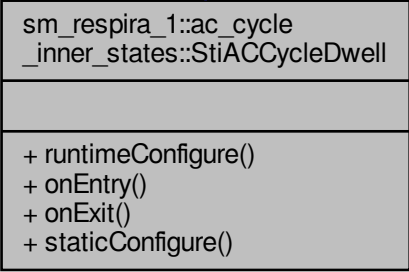 sm_respira_1::ac_cycle
_inner_states::StiACCycleDwell
+ runtimeConfigure()
+ onEntry()
+ onExit()
+ staticConfigure()